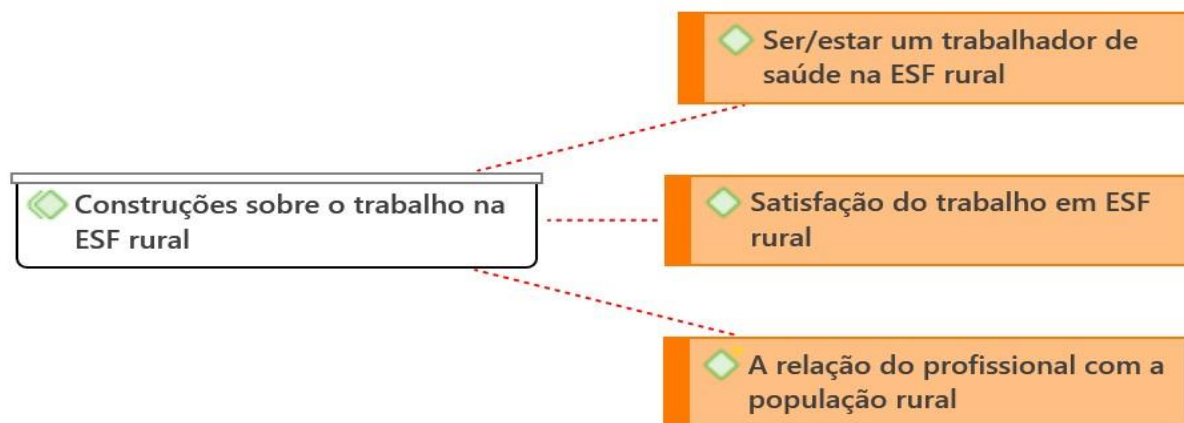 Ser/estar um trabalhador de
saúde na ESF rural
Construções sobre o trabalho na
ESF rural
Satisfação do trabalho em ESF
rural
A relação do profissional com a
população rural